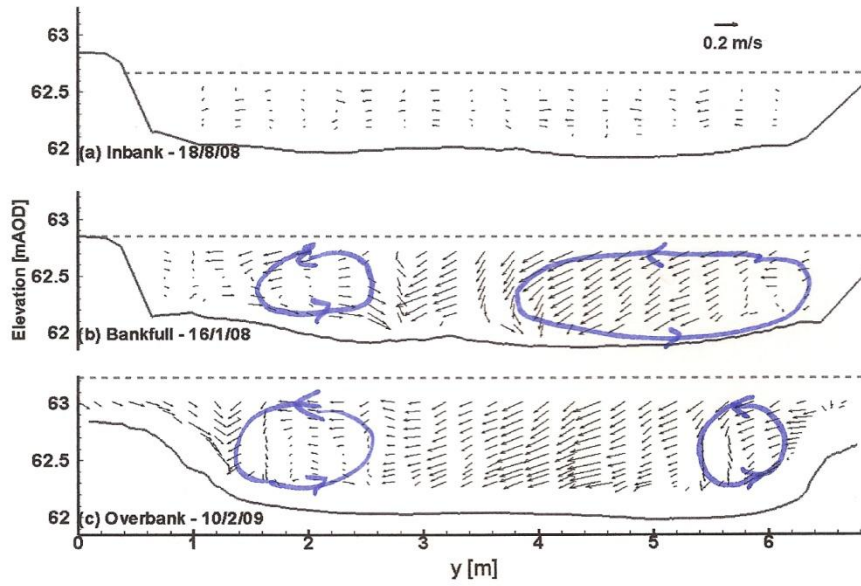 63
0.2 m/s
62.5
62
(a) Inbank - 18/8/08
Elevation [mAOD]
63
62.5
62
(b) Bankfull - 16/1/08
63
62.5
62
(c) Overbank - 10/2/09
0 1 2 3 4 5 6
y [m]